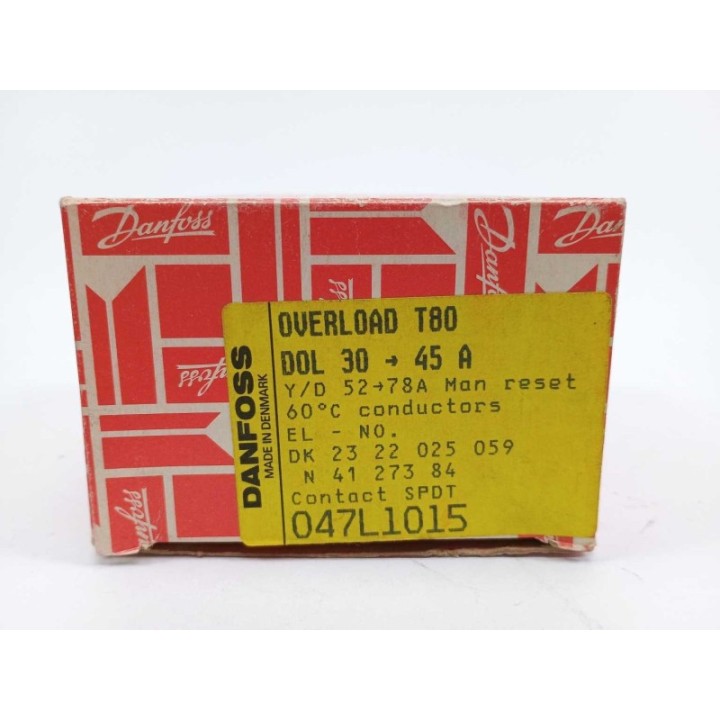 Danfoss
Danfoss
Dan
Danfoss
Danfoss
DANFOSS
MADE IN DENMARK
OVERLOAD T80
DOL 30 → 45 A
Y/D 52→78A Man reset
60°C conductors
EL - NO.
DK 23 22 025 059
N 41 273 84
Contact SPDT
047L1015